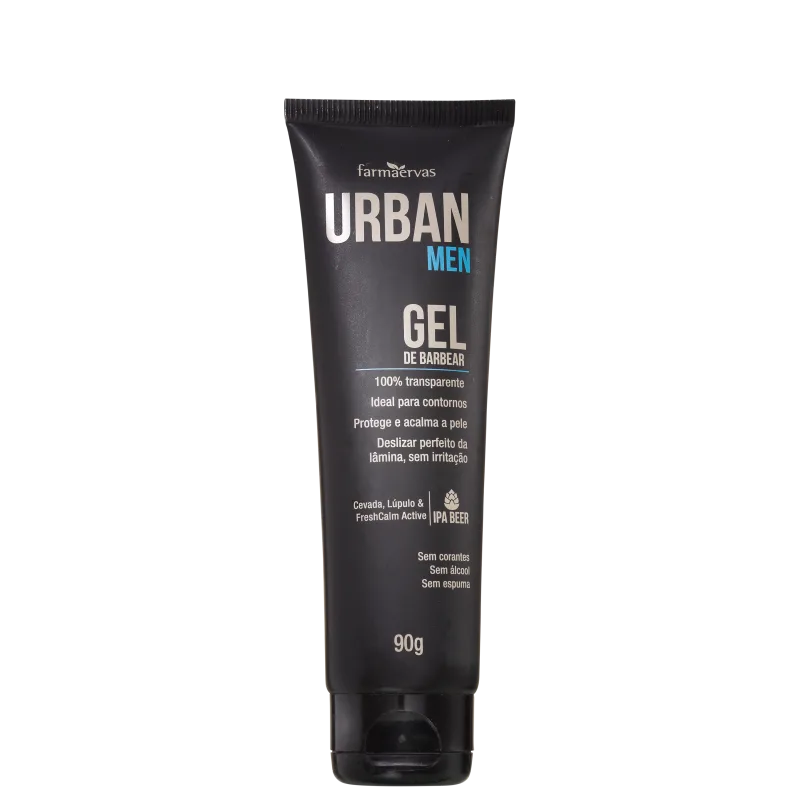 farmaervas
URBAN
MEN
GEL
DE BARBEAR
100% transparente
Ideal para contornos
Protege e acalma a pele
Deslizar perfeito da
lâmina, sem irritação
Cevada, Lúpulo &
FreshCalm Active
IPA BEER
Sem corantes
Sem álcool
Sem espuma
90g